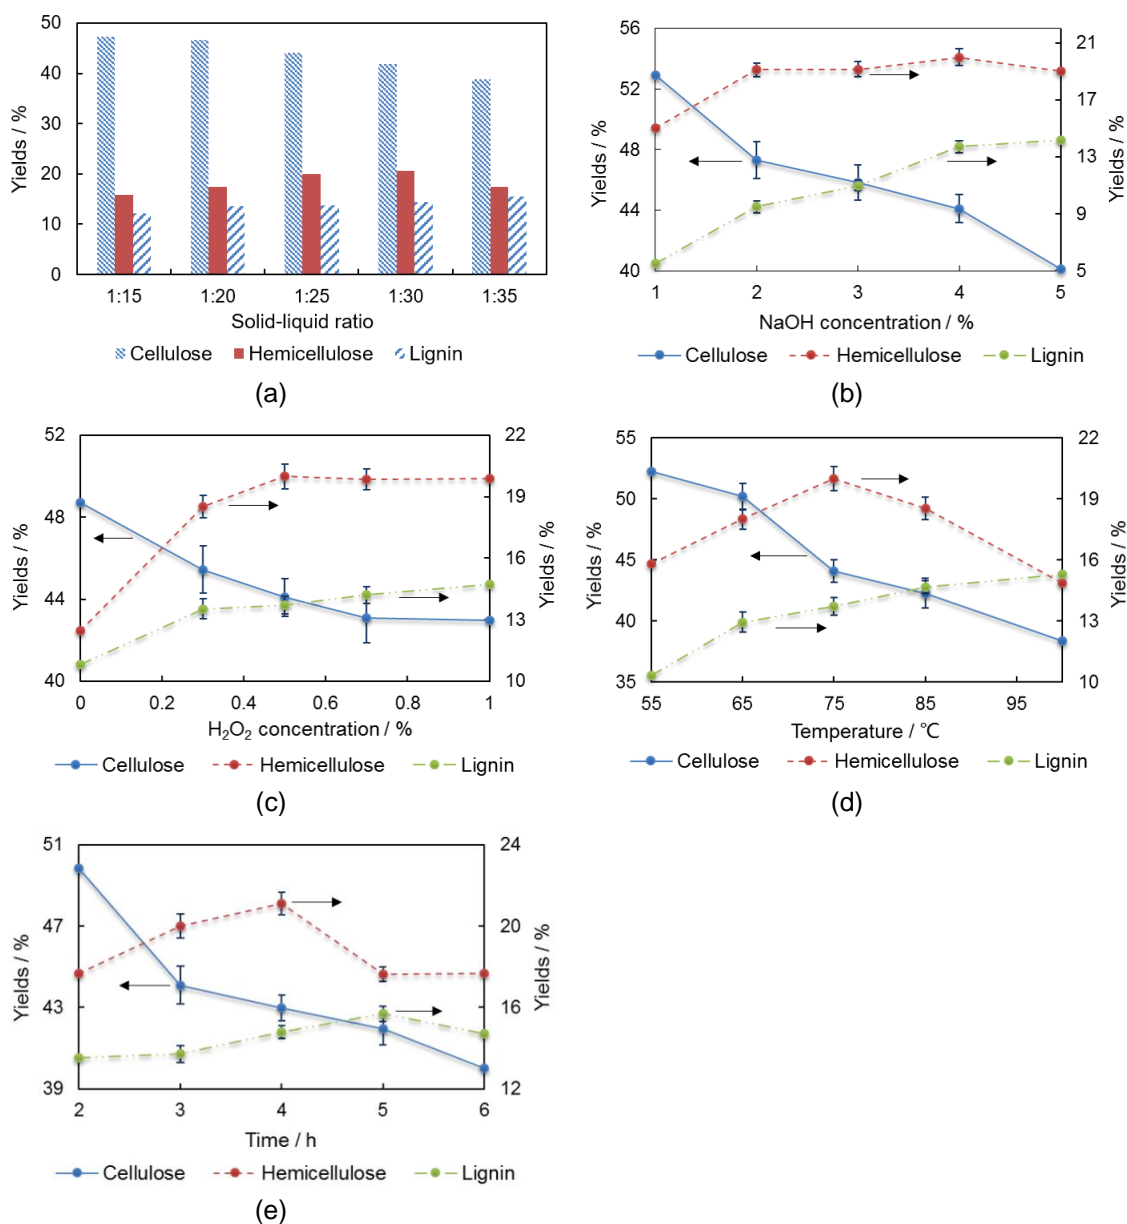 50
40
30
20
10
0
Yields / %
1:15 1:20 1:25 1:30 1:35
Solid-liquid ratio
Cellulose Hemicellulose Lignin
(a)
56
52
48
44
40
Yields / %
21
17
13
9
5
Yields / %
1 2 3 4 5
NaOH concentration / %
Cellulose Hemicellulose Lignin
(b)
52
48
44
40
Yields / %
22
19
16
13
10
Yields / %
0 0.2 0.4 0.6 0.8 1
H₂O₂ concentration / %
Cellulose Hemicellulose Lignin
(c)
55
50
45
40
35
Yields / %
22
19
16
13
10
Yields / %
55 65 75 85 95
Temperature / ℃
Cellulose Hemicellulose Lignin
(d)
51
47
43
39
Yields / %
24
20
16
12
Yields / %
2 3 4 5 6
Time / h
Cellulose Hemicellulose Lignin
(e)